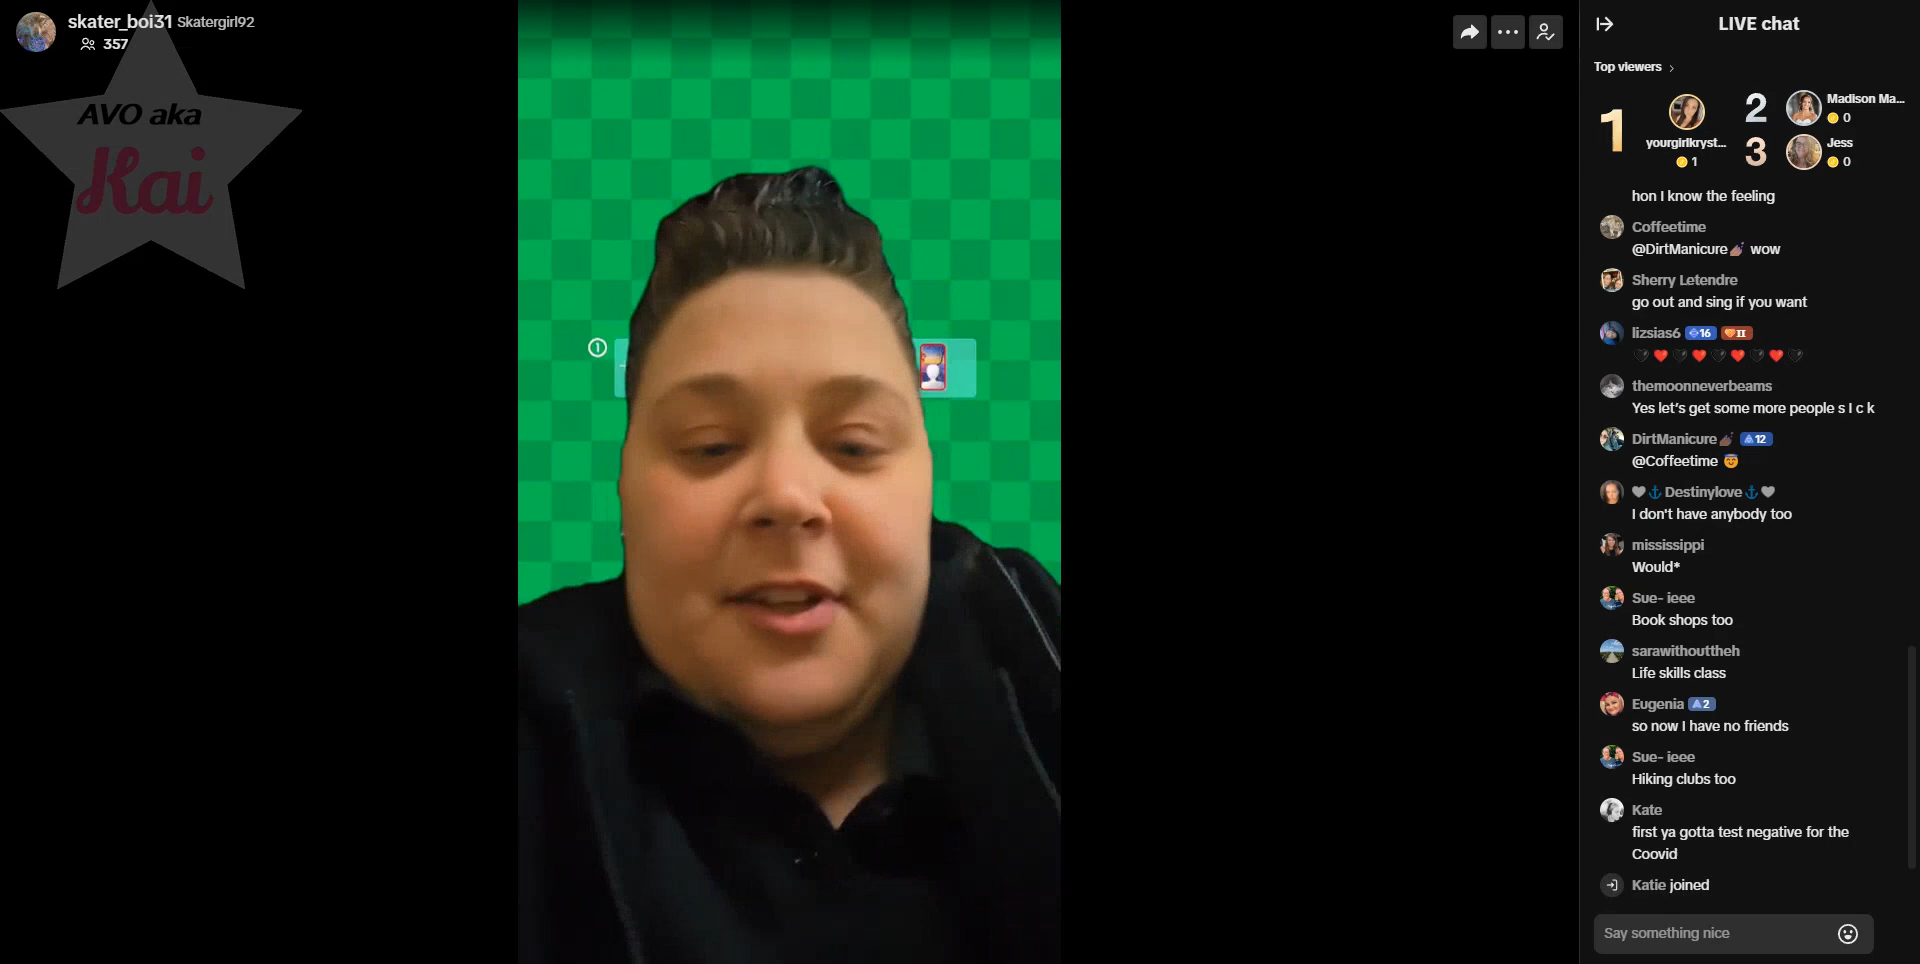 skater_boi31 Skatergirl92
357
AVO aka
Kai
LIVE chat
Top viewers
1
yourgirlkryst...
1
2
Madison Ma...
0
3
Jess
0
hon I know the feeling
Coffeetime
@DirtManicure💅🏾 wow
Sherry Letendre
go out and sing if you want
lizsias6 16 II
🖤❤️🖤❤️🖤❤️🖤❤️🖤
themoonneverbeams
Yes let's get some more people s I c k
DirtManicure💅🏾 12
@Coffeetime 😇
🤍⚓Destinylove⚓🤍
I don't have anybody too
mississippi
Would*
Sue- ieee
Book shops too
sarawithouttheh
Life skills class
Eugenia 2
so now I have no friends
Sue- ieee
Hiking clubs too
Kate
first ya gotta test negative for the
Coovid
Katie joined
Say something nice
1